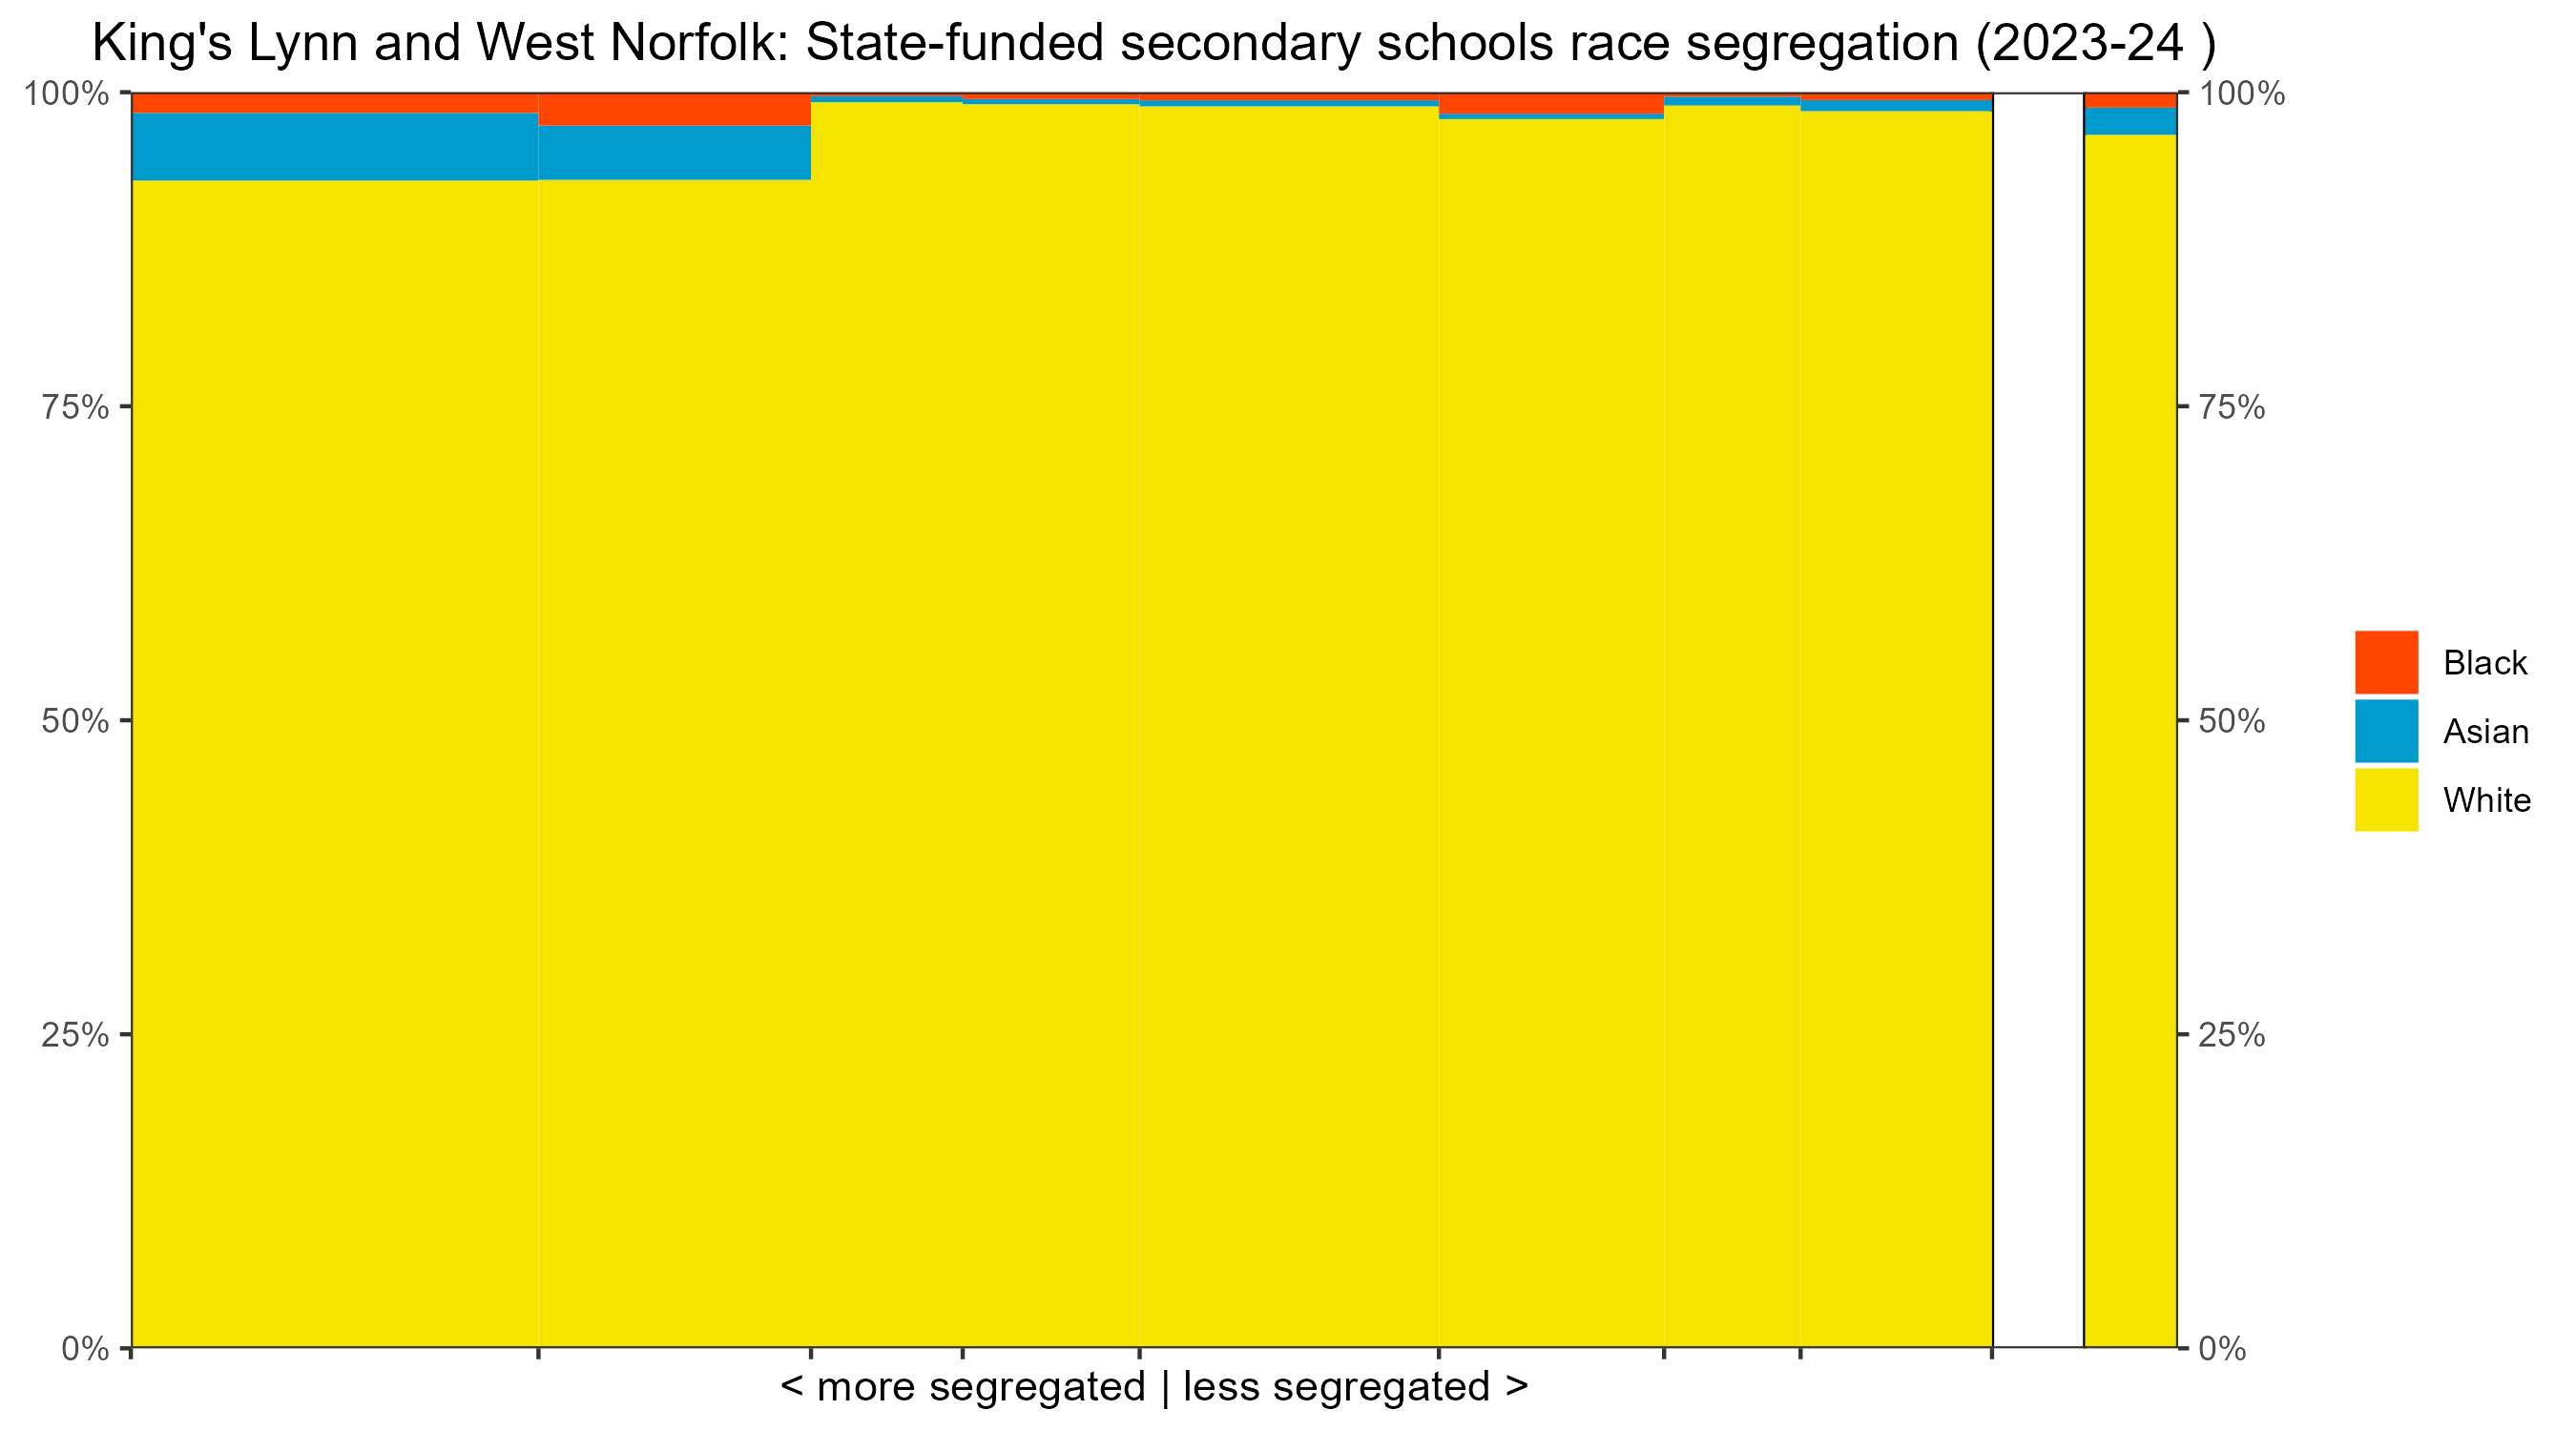 King's Lynn and West Norfolk: State-funded secondary schools race segregation (2023-24 )
100%
75%
50%
25%
0%
100%
75%
50%
25%
0%
Black
Asian
White
< more segregated | less segregated >